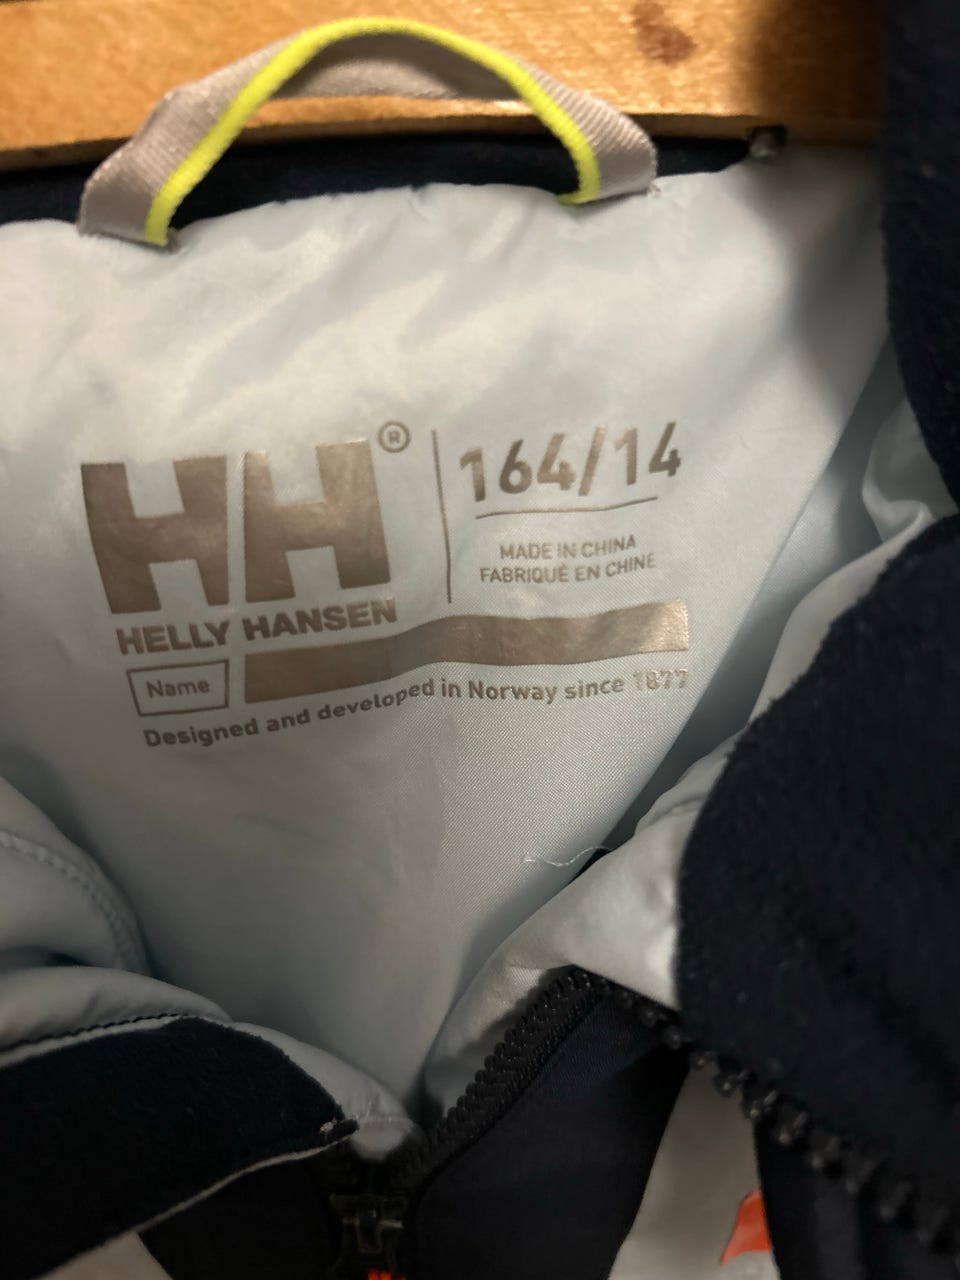 HH®
HELLY HANSEN
164/14
MADE IN CHINA
FABRIQUÉ EN CHINE
Name
Designed and developed in Norway since 1877